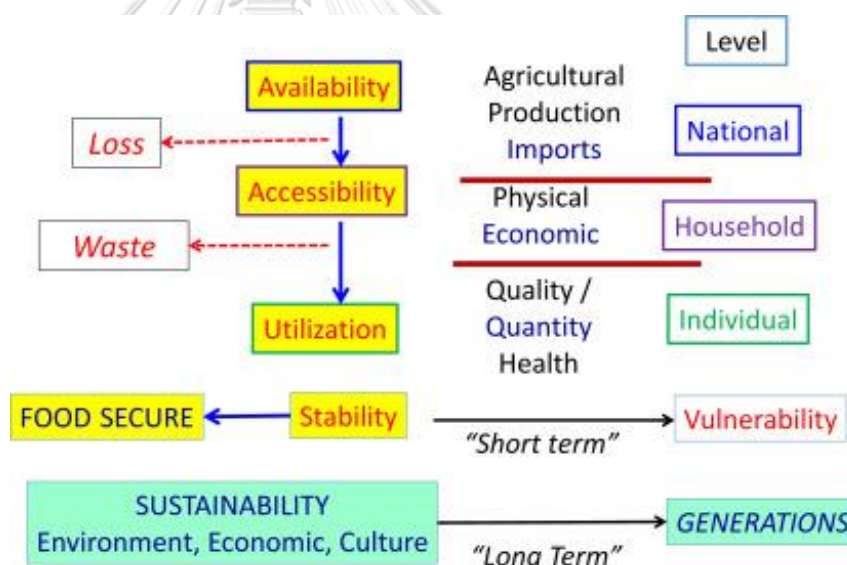 Level
Availability
Agricultural
Production
Imports
National
Loss
Accessibility
Physical
Economic
Household
Waste
Utilization
Quality /
Quantity
Health
Individual
FOOD SECURE
Stability
"Short term"
Vulnerability
SUSTAINABILITY
Environment, Economic, Culture
"Long Term"
GENERATIONS